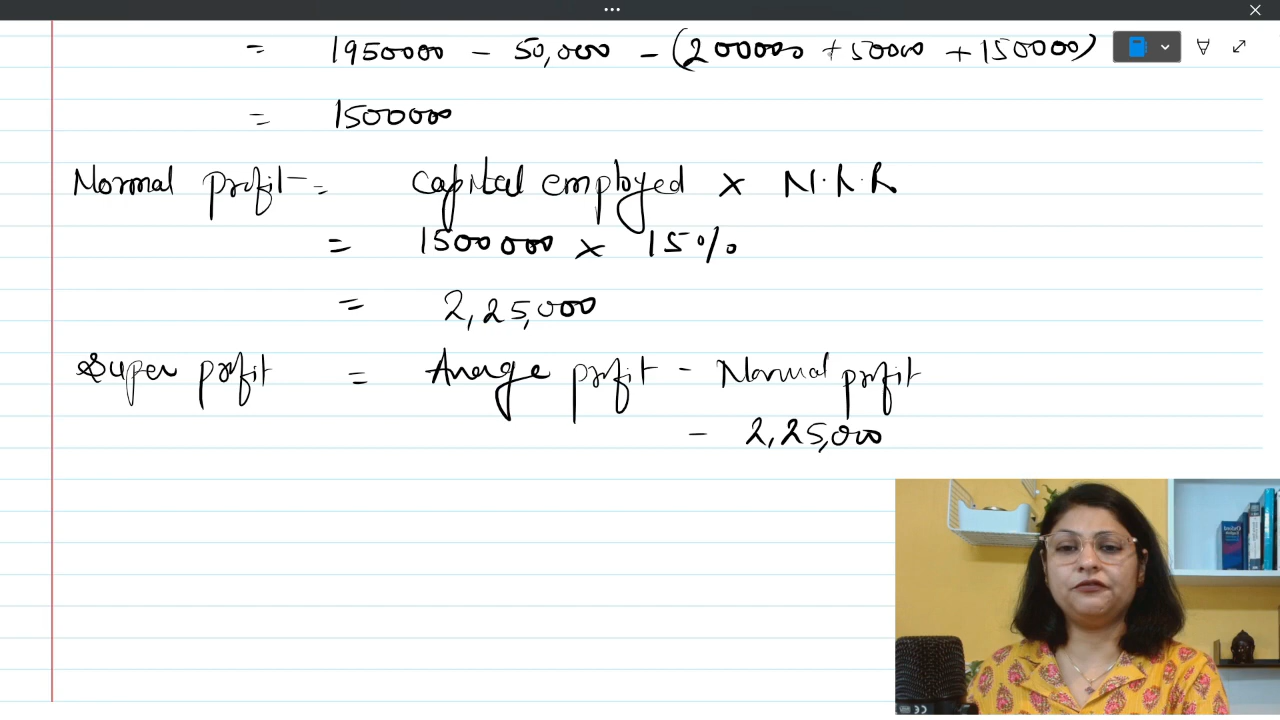 = 1950000 - 50,000 - (200000 + 50000 + 150000)
= 1500000
Normal profit = Capital employed × N.R.R
= 1500000 × 15%
= 2,25,000
Super profit = Average profit - Normal profit
- 2,25,000